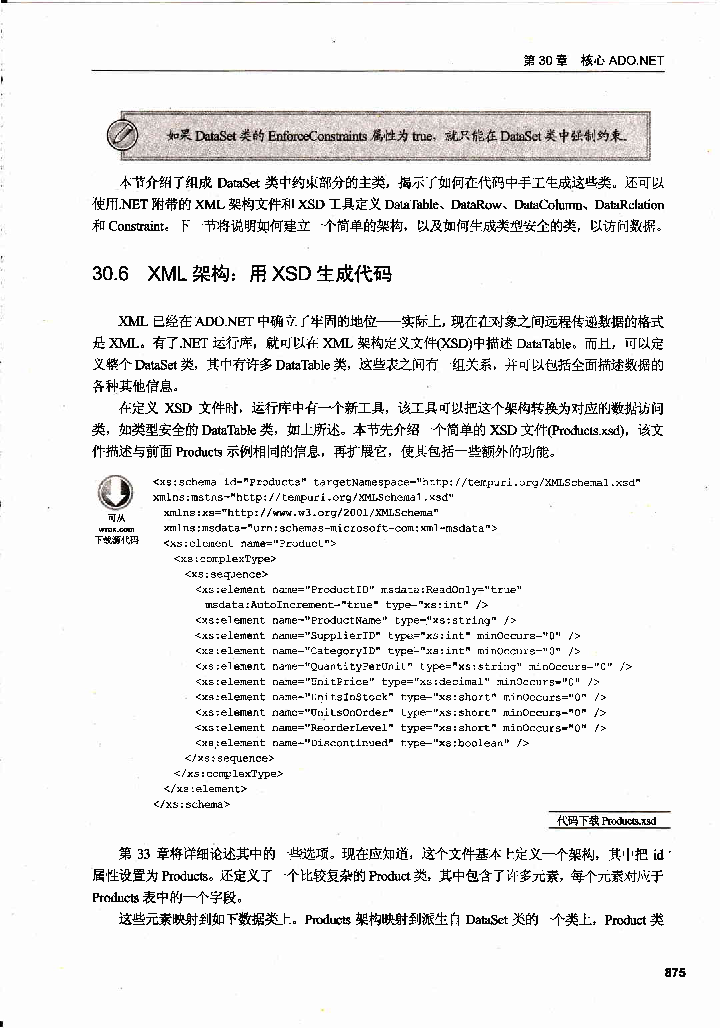 第 30 章 核心 ADO.NET
如果 DataSet 类的 EnforceConstraints 属性为 true，就只能在 DataSet 类中强制约束。
本节介绍了组成 DataSet 类中约束部分的主类，揭示了如何在代码中手工生成这些类。还可以
使用.NET 附带的 XML 架构文件和 XSD 工具定义 DataTable、DataRow、DataColumn、DataRelation
和 Constraint。下一节将说明如何建立一个简单的架构，以及如何生成类型安全的类，以访问数据。
30.6 XML 架构：用 XSD 生成代码
XML 已经在 ADO.NET 中确立了牢固的地位——实际上，现在在对象之间远程传递数据的格式
是 XML。有了.NET 运行库，就可以在 XML 架构定义文件(XSD)中描述 DataTable。而且，可以定
义整个 DataSet 类，其中有许多 DataTable 类，这些表之间有一组关系，并可以包括全面描述数据的
各种其他信息。
在定义 XSD 文件时，运行库中有一个新工具，该工具可以把这个架构转换为对应的数据访问
类，如类型安全的 DataTable 类，如上所述。本节先介绍一个简单的 XSD 文件(Products.xsd)，该文
件描述与前面 Products 示例相同的信息，再扩展它，使其包括一些额外的功能。
可从
wrox.com
下载源代码
<xs:schema id="Products" targetNamespace="http://tempuri.org/XMLSchema1.xsd"
xmlns:mstns="http://tempuri.org/XMLSchema1.xsd"
xmlns:xs="http://www.w3.org/2001/XMLSchema"
xmlns:msdata="urn:schemas-microsoft-com:xml-msdata">
<xs:element name="Product">
<xs:complexType>
<xs:sequence>
<xs:element name="ProductID" msdata:ReadOnly="true"
msdata:AutoIncrement="true" type="xs:int" />
<xs:element name="ProductName" type="xs:string" />
<xs:element name="SupplierID" type="xs:int" minOccurs="0" />
<xs:element name="CategoryID" type="xs:int" minOccurs="0" />
<xs:element name="QuantityPerUnit" type="xs:string" minOccurs="0" />
<xs:element name="UnitPrice" type="xs:decimal" minOccurs="0" />
<xs:element name="UnitsInStock" type="xs:short" minOccurs="0" />
<xs:element name="UnitsOnOrder" type="xs:short" minOccurs="0" />
<xs:element name="ReorderLevel" type="xs:short" minOccurs="0" />
<xs:element name="Discontinued" type="xs:boolean" />
</xs:sequence>
</xs:complexType>
</xs:element>
</xs:schema>
代码下载 Products.xsd
第 33 章将详细论述其中的一些选项。现在应知道，这个文件基本上定义一个架构，其中把 id
属性设置为 Products。还定义了一个比较复杂的 Product 类，其中包含了许多元素，每个元素对应于
Products 表中的一个字段。
这些元素映射到如下数据类上。Products 架构映射到派生自 DataSet 类的一个类上，Product 类
875